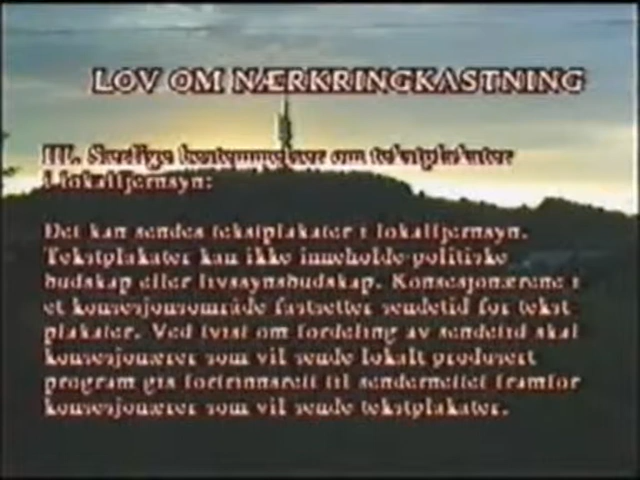 LOV OM NÆRKRINGKASTNING
III. Særlige bestemmelser om tekstplakater
i lokalfjernsyn:
Det kan sendes tekstplakater i lokalfjernsyn.
Tekstplakater kan ikke inneholde politiske
budskap eller livssynsbudskap. Konsesjonærene i
et konsesjonsområde fastsetter sendetid for tekst
plakater. Ved tvist om fordeling av sendetid skal
konsesjonærer som vil sende lokalt produsert
program gis fortrinnsrett til sendernettet framfor
konsesjonærer som vil sende tekstplakater.